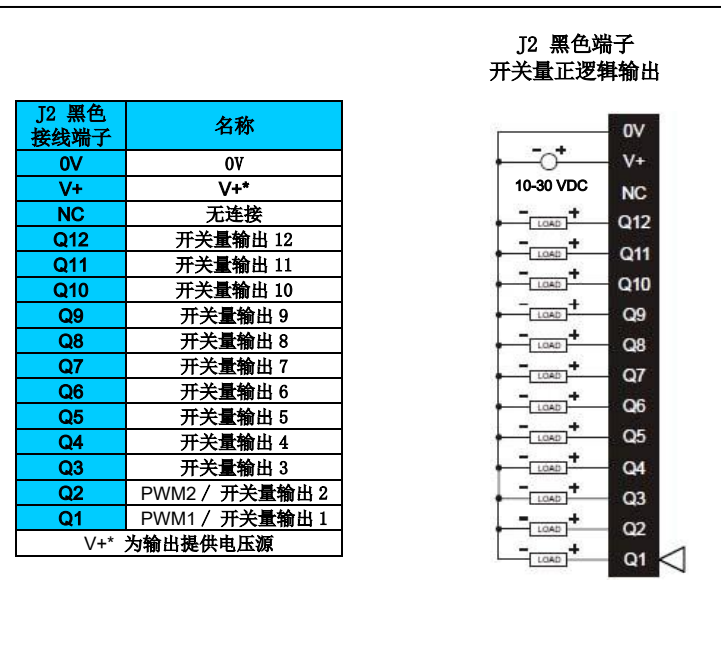 J2 黑色端子
开关量正逻辑输出
J2 黑色
接线端子
名称
0V
0V
V+
V+*
NC
无连接
Q12
开关量输出 12
Q11
开关量输出 11
Q10
开关量输出 10
Q9
开关量输出 9
Q8
开关量输出 8
Q7
开关量输出 7
Q6
开关量输出 6
Q5
开关量输出 5
Q4
开关量输出 4
Q3
开关量输出 3
Q2
PWM2 / 开关量输出 2
Q1
PWM1 / 开关量输出 1
V+* 为输出提供电压源
0V
- + V+
10-30 VDC
NC
- LOAD + Q12
- LOAD + Q11
- LOAD + Q10
- LOAD + Q9
- LOAD + Q8
- LOAD + Q7
- LOAD + Q6
- LOAD + Q5
- LOAD + Q4
- LOAD + Q3
- LOAD + Q2
- LOAD + Q1